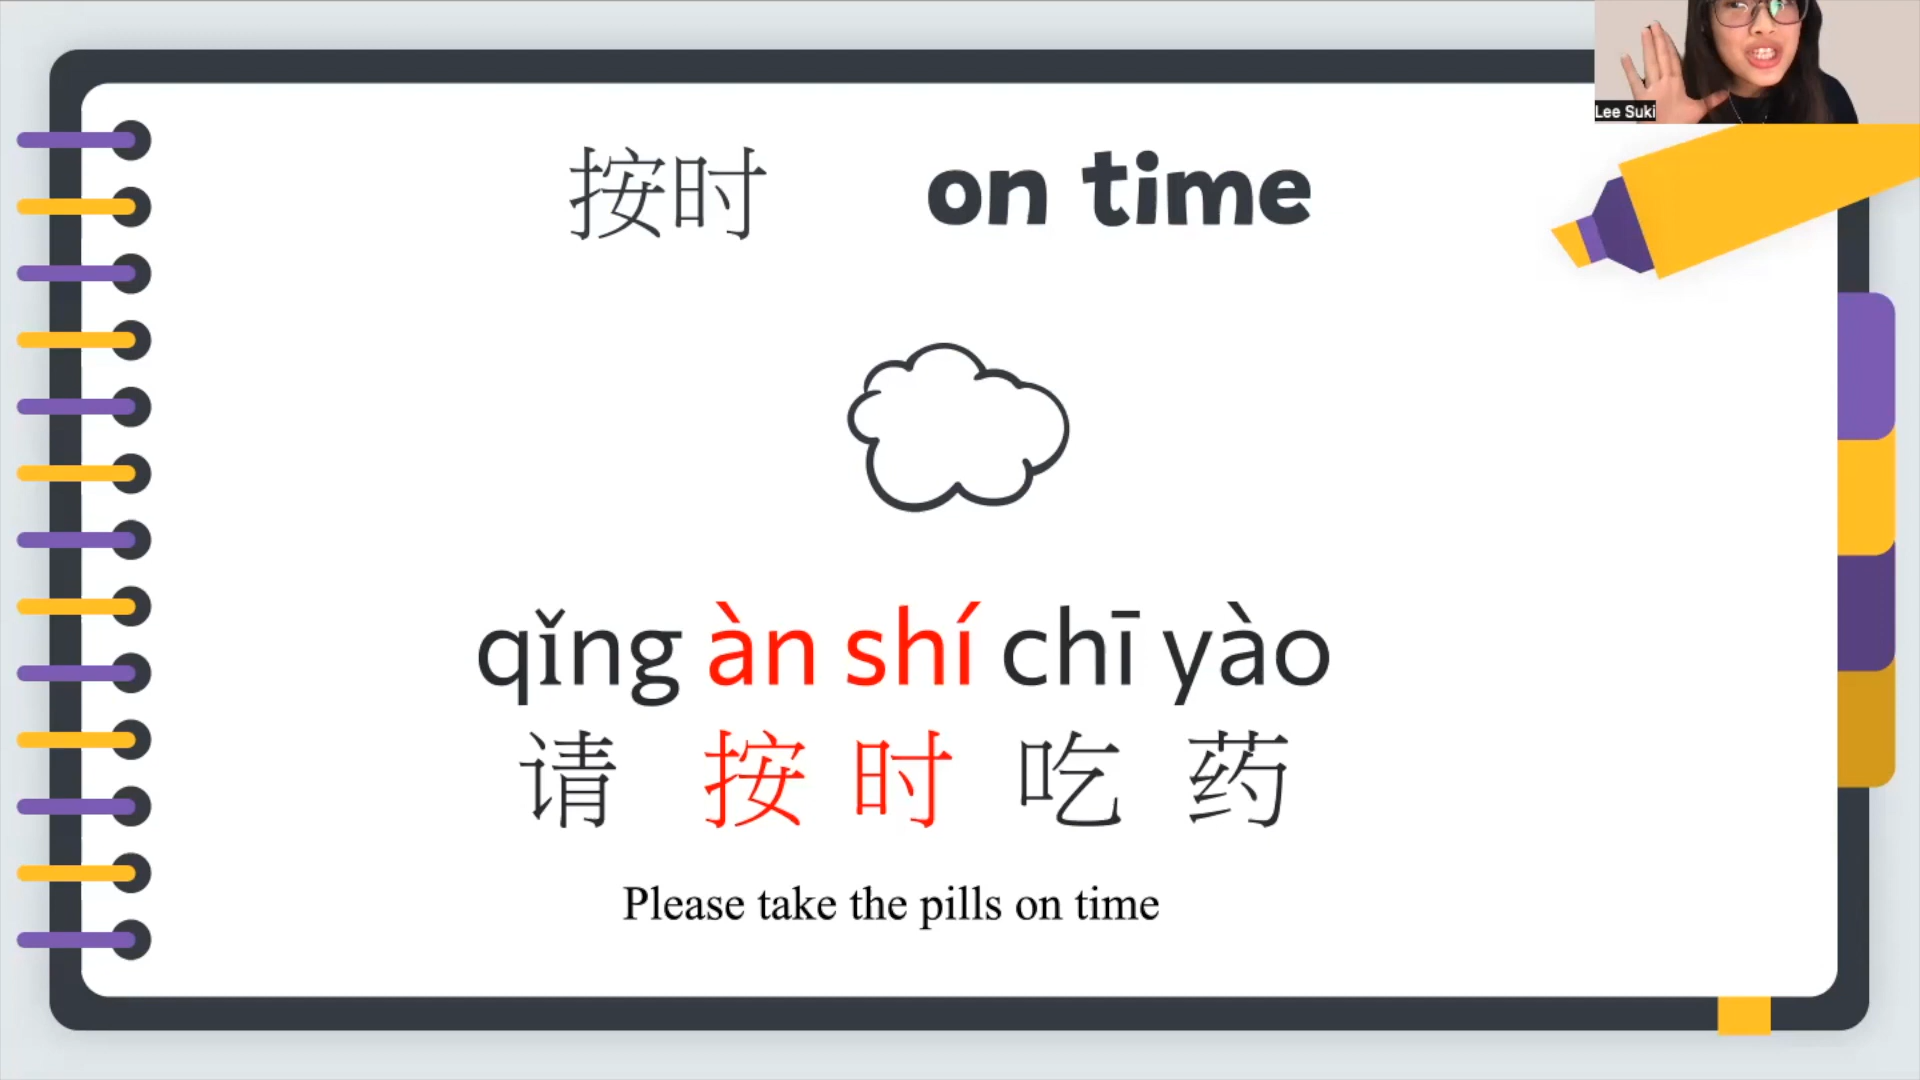 按时 on time
qǐng àn shí chī yào
请 按 时 吃 药
Please take the pills on time
Lee Suki